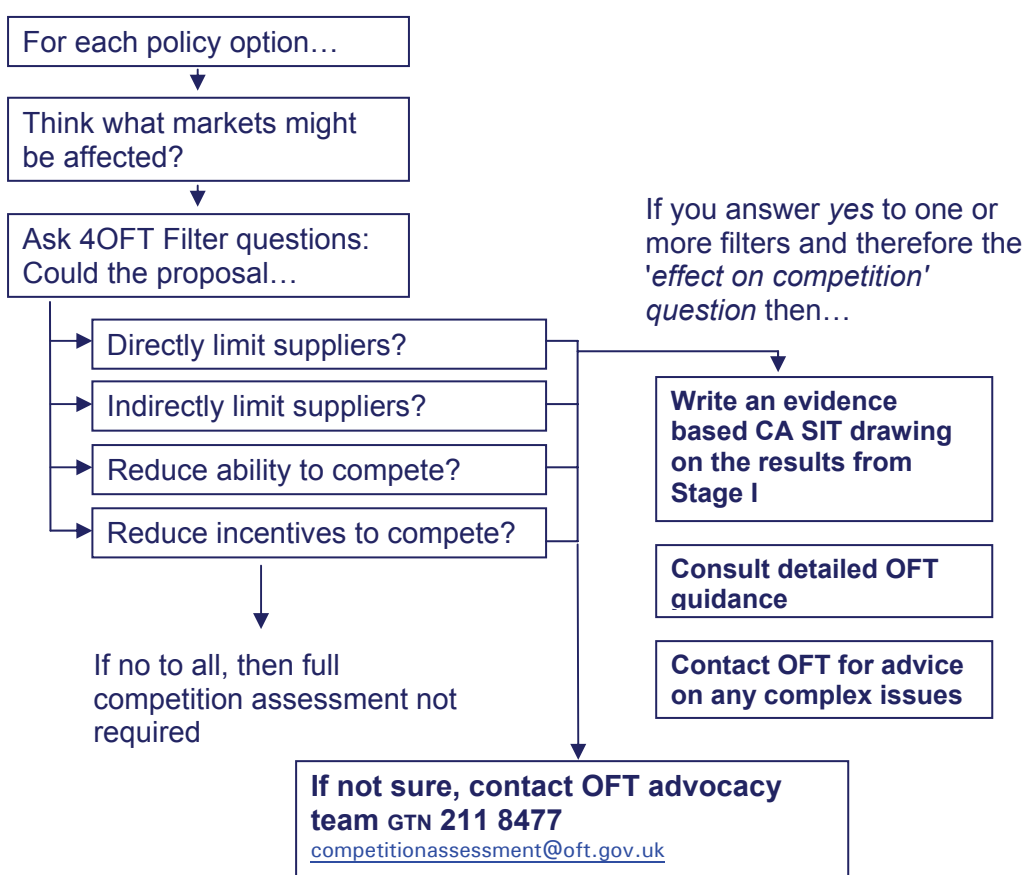 For each policy option…
Think what markets might
be affected?
Ask 4OFT Filter questions:
Could the proposal…
Directly limit suppliers?
Indirectly limit suppliers?
Reduce ability to compete?
Reduce incentives to compete?
If no to all, then full
competition assessment not
required
If you answer yes to one or
more filters and therefore the
'effect on competition'
question then…
Write an evidence
based CA SIT drawing
on the results from
Stage I
Consult detailed OFT
guidance
Contact OFT for advice
on any complex issues
If not sure, contact OFT advocacy
team GTN 211 8477
competitionassessment@oft.gov.uk